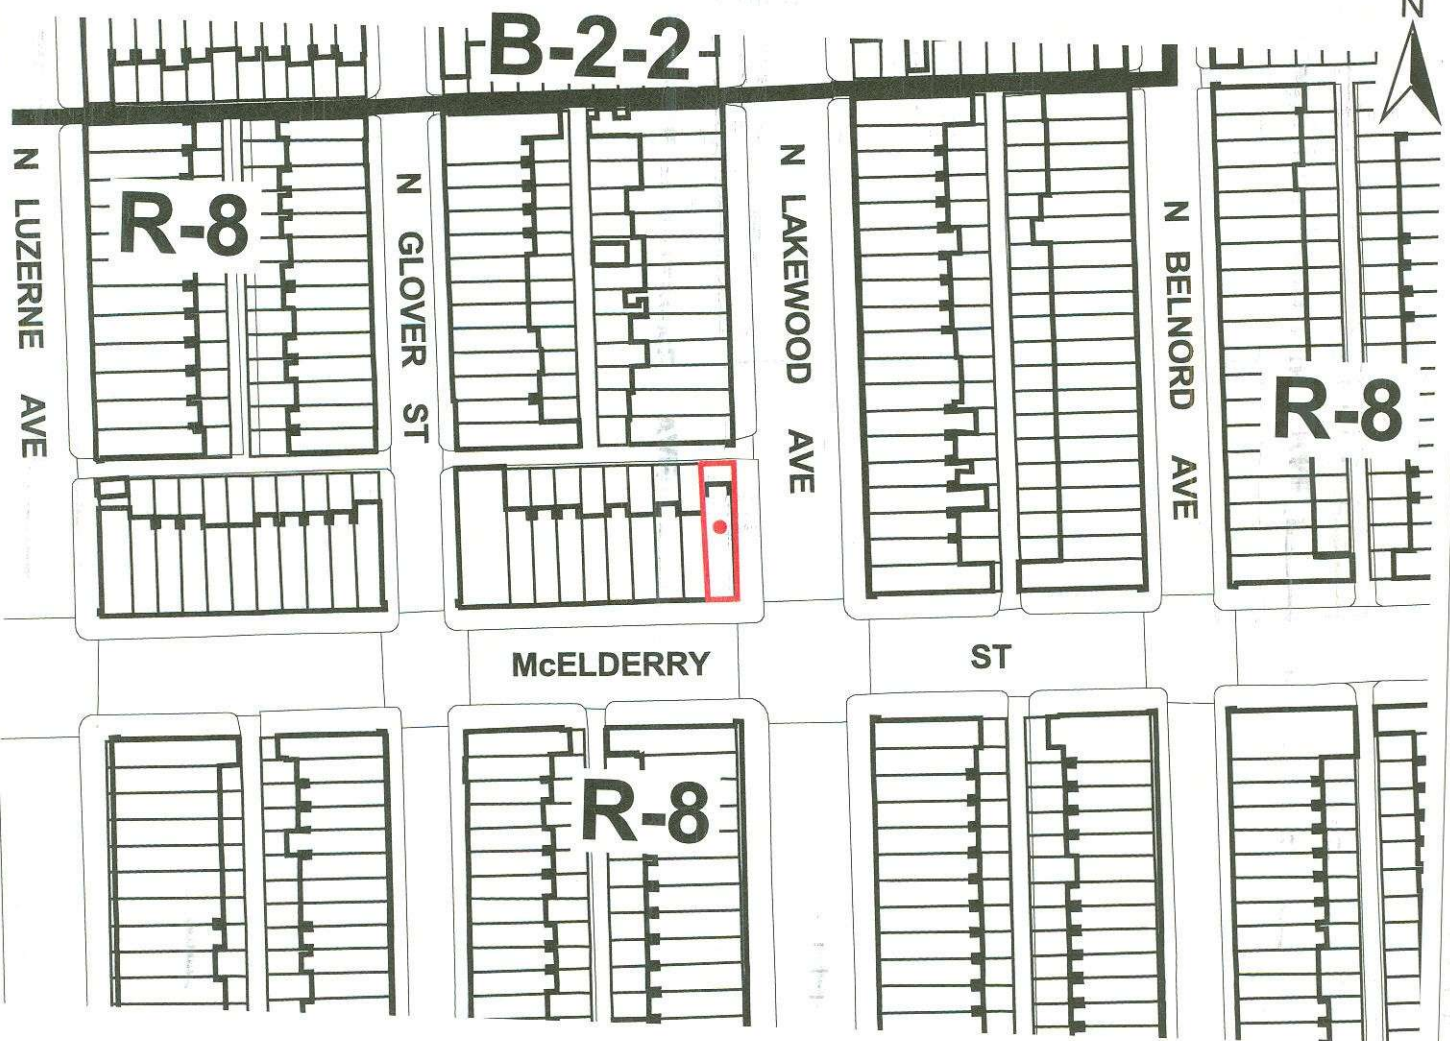 N
B-2-2
R-8
N LUZERNE AVE
N GLOVER ST
N LAKEWOOD AVE
N BELNORD AVE
R-8
McELDERRY ST
R-8